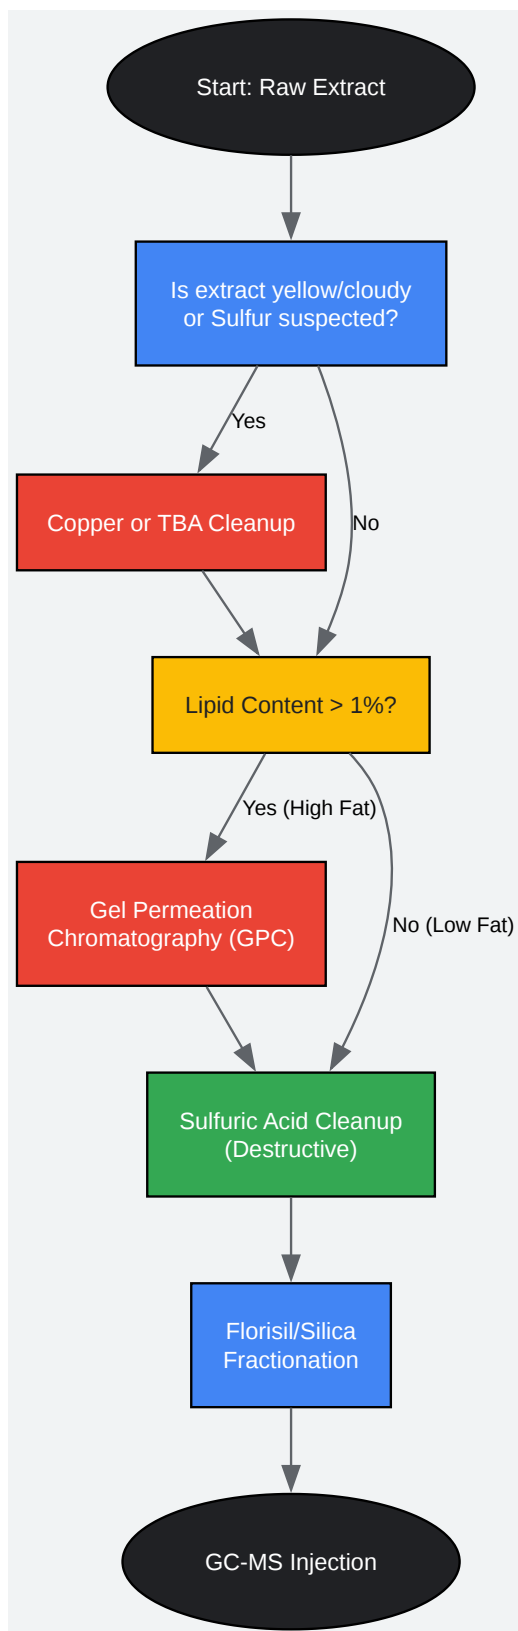 Start: Raw Extract
Is extract yellow/cloudy
or Sulfur suspected?
Yes
Copper or TBA Cleanup
No
Lipid Content > 1%?
Yes (High Fat)
Gel Permeation
Chromatography (GPC)
No (Low Fat)
Sulfuric Acid Cleanup
(Destructive)
Florisil/Silica
Fractionation
GC-MS Injection